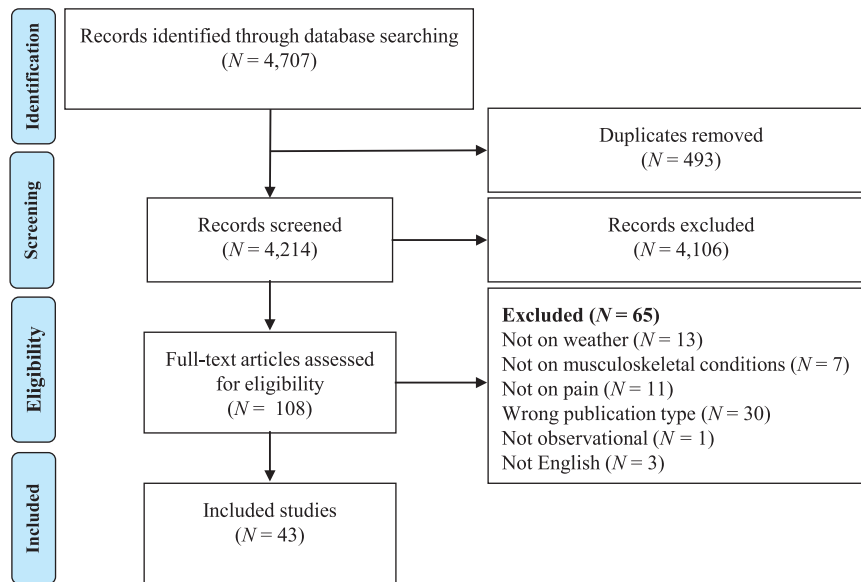 Identification
Records identified through database searching
(N = 4,707)
Duplicates removed
(N = 493)
Screening
Records screened
(N = 4,214)
Records excluded
(N = 4,106)
Eligibility
Full-text articles assessed
for eligibility
(N = 108)
Excluded (N = 65)
Not on weather (N = 13)
Not on musculoskeletal conditions (N = 7)
Not on pain (N = 11)
Wrong publication type (N = 30)
Not observational (N = 1)
Not English (N = 3)
Included
Included studies
(N = 43)